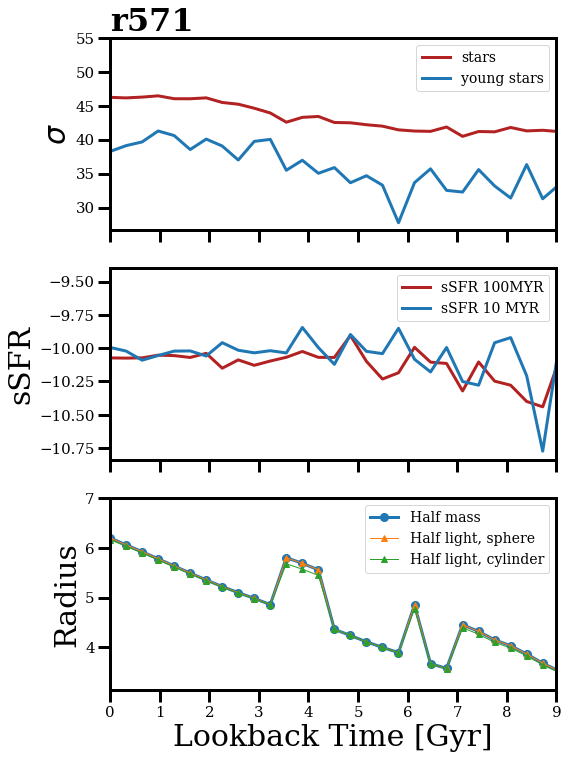 r571
55
50
45
40
35
30
σ
stars
young stars
−9.50
−9.75
−10.00
−10.25
−10.50
−10.75
sSFR
sSFR 100MYR
sSFR 10 MYR
7
6
5
4
Radius
Half mass
Half light, sphere
Half light, cylinder
0 1 2 3 4 5 6 7 8 9
Lookback Time [Gyr]